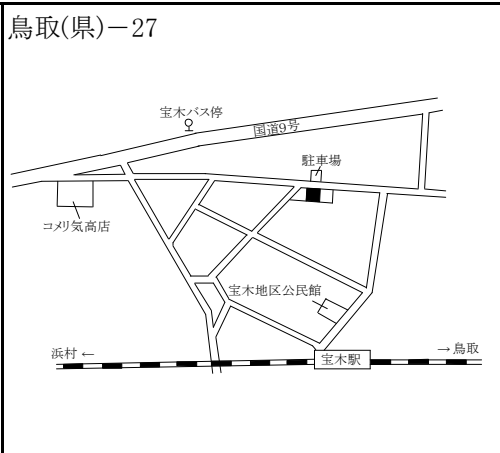 鳥取(県)－27
宝木バス停
国道9号
駐車場
コメリ気高店
宝木地区公民館
浜村 ←
→ 鳥取
宝木駅